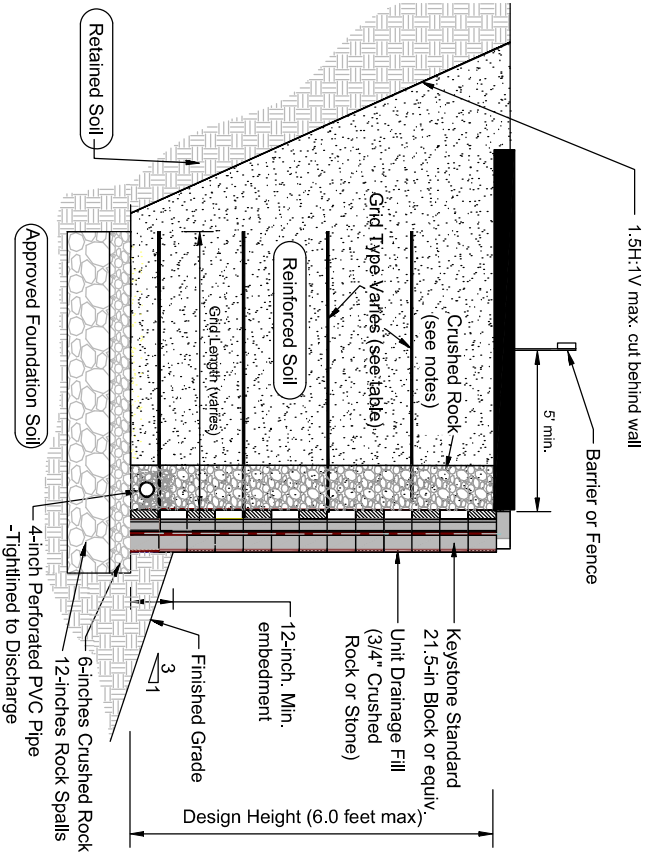 1.5H:1V max. cut behind wall
Barrier or Fence
5' min.
Crushed Rock
(see notes)
Grid Type Varies (see table)
Reinforced Soil
Grid Length (varies)
Retained Soil
Approved Foundation Soil
Keystone Standard
21.5-in Block or equiv.
Unit Drainage Fill
(3/4" Crushed
Rock or Stone)
12-inch. Min.
embedment
Finished Grade
3
1
6-inches Crushed Rock
12-inches Rock Spalls
4-inch Perforated PVC Pipe
-Tightlined to Discharge
Design Height (6.0 feet max)